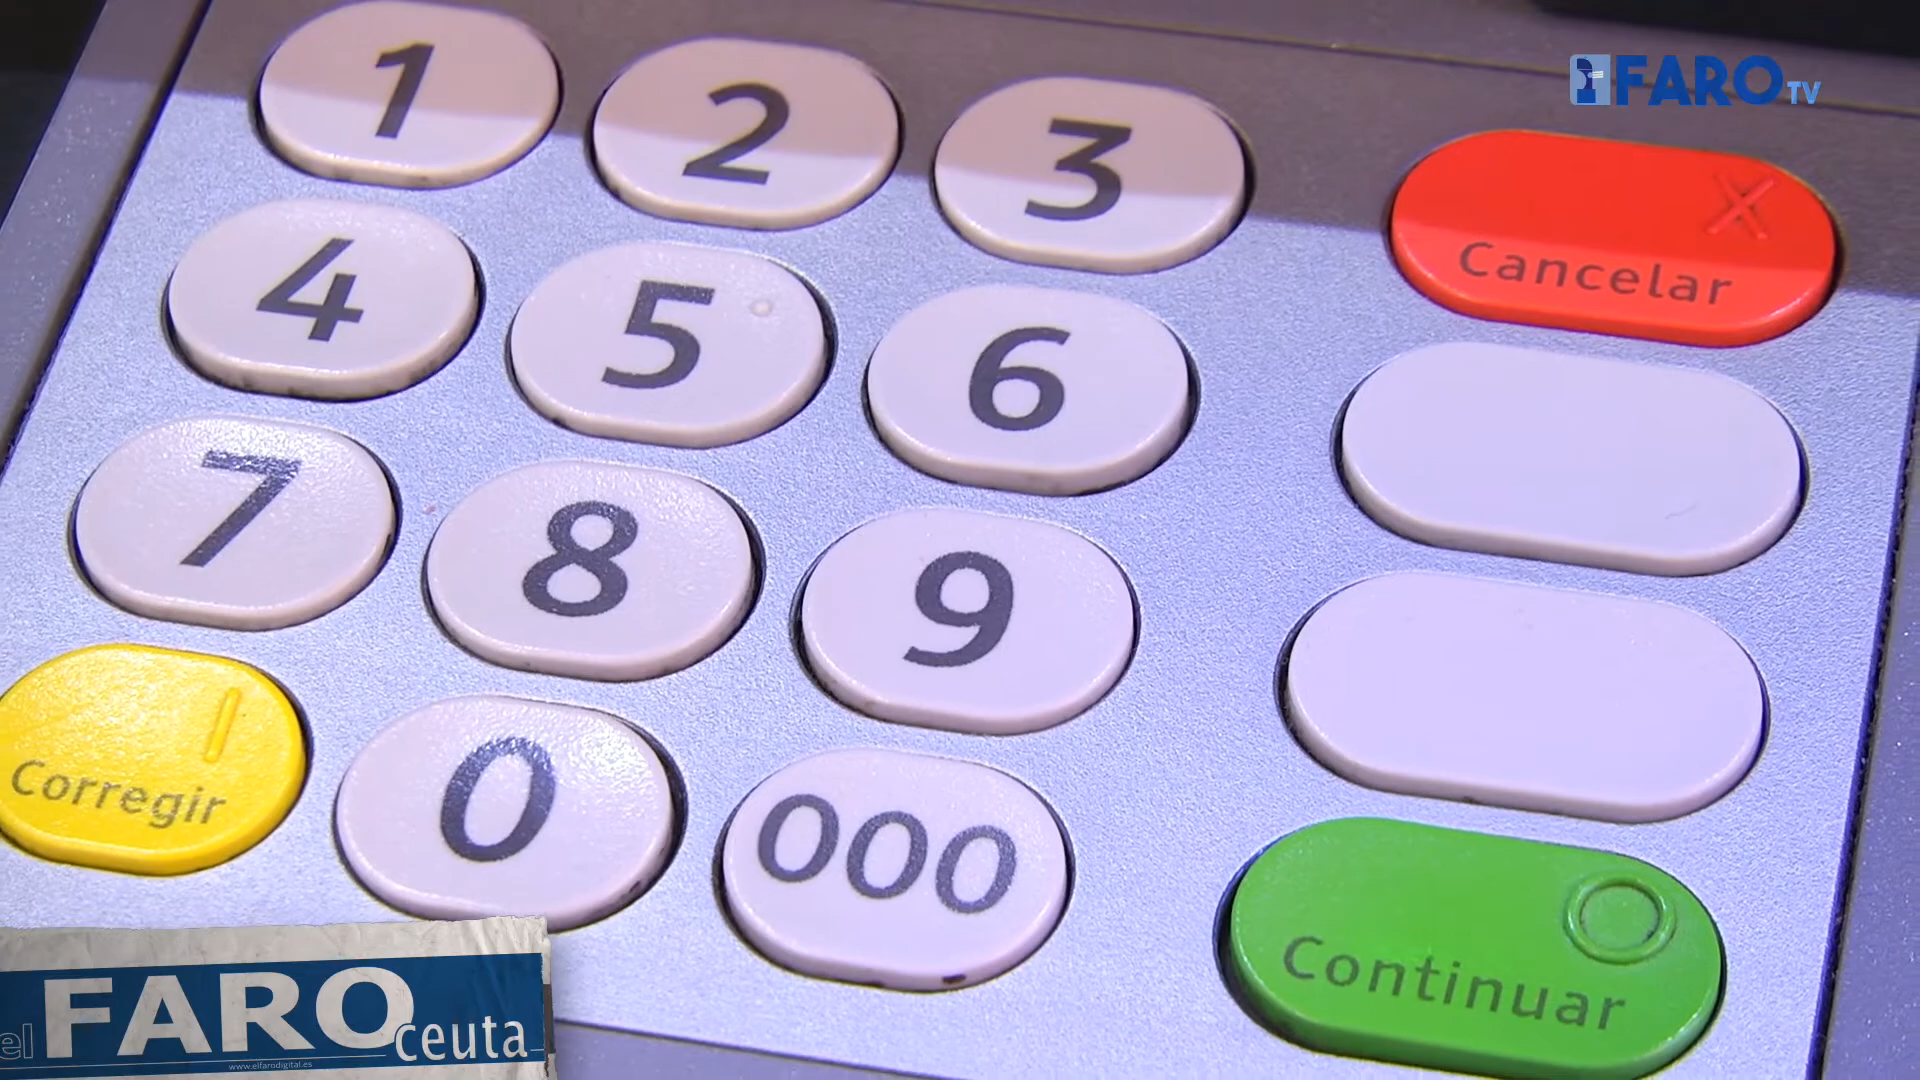 FARO TV
1 2 3
Cancelar
4 5 6
7 8 9
Corregir
0 000
Continuar
el FARO
ceuta
www.elfarodigital.es